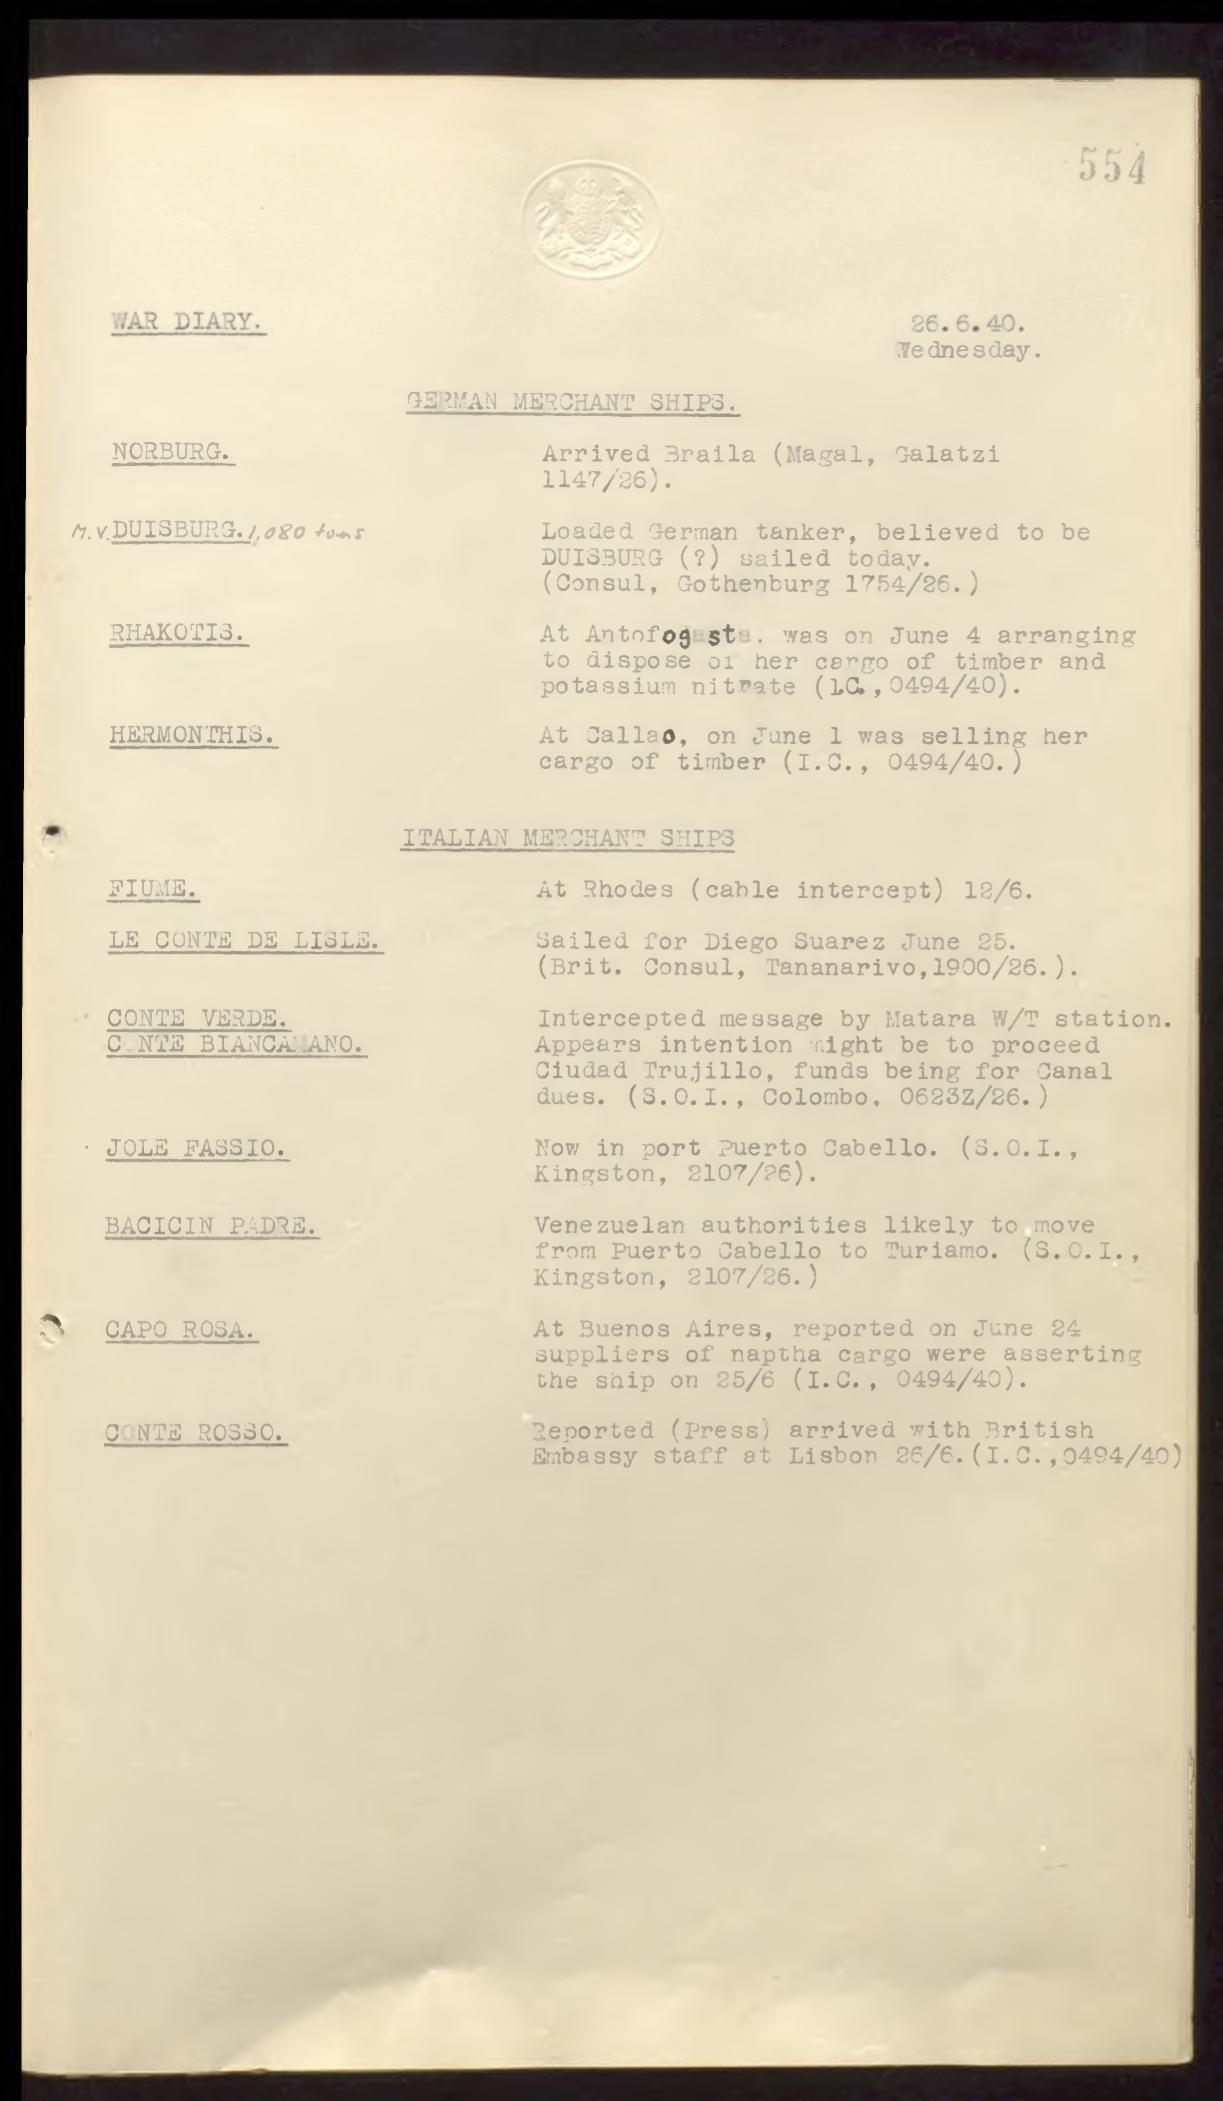 554
WAR DIARY.
26.6.40.
Wednesday.
GERMAN MERCHANT SHIPS.
NORBURG.
Arrived Braila (Magal, Galatzi
1147/26).
M.V. DUISBURG. 1,080 tons
Loaded German tanker, believed to be
DUISBURG (?) sailed today.
(Consul, Gothenburg 1754/26.)
RHAKOTIS.
At Antofogasta. was on June 4 arranging
to dispose of her cargo of timber and
potassium nitrate (I.C., 0494/40).
HERMONTHIS.
At Callao, on June 1 was selling her
cargo of timber (I.C., 0494/40.)
ITALIAN MERCHANT SHIPS
FIUME.
At Rhodes (cable intercept) 12/6.
LE CONTE DE LISLE.
Sailed for Diego Suarez June 25.
(Brit. Consul, Tananarivo, 1900/26.).
CONTE VERDE.
CONTE BIANCAMANO.
Intercepted message by Matara W/T station.
Appears intention might be to proceed
Ciudad Trujillo, funds being for Canal
dues. (S.O.I., Colombo, 0623Z/26.)
JOLE FASSIO.
Now in port Puerto Cabello. (S.O.I.,
Kingston, 2107/26).
BACICIN PADRE.
Venezuelan authorities likely to move
from Puerto Cabello to Turiamo. (S.O.I.,
Kingston, 2107/26.)
CAPO ROSA.
At Buenos Aires, reported on June 24
suppliers of naptha cargo were asserting
the ship on 25/6 (I.C., 0494/40).
CONTE ROSSO.
Reported (Press) arrived with British
Embassy staff at Lisbon 26/6. (I.C., 0494/40)